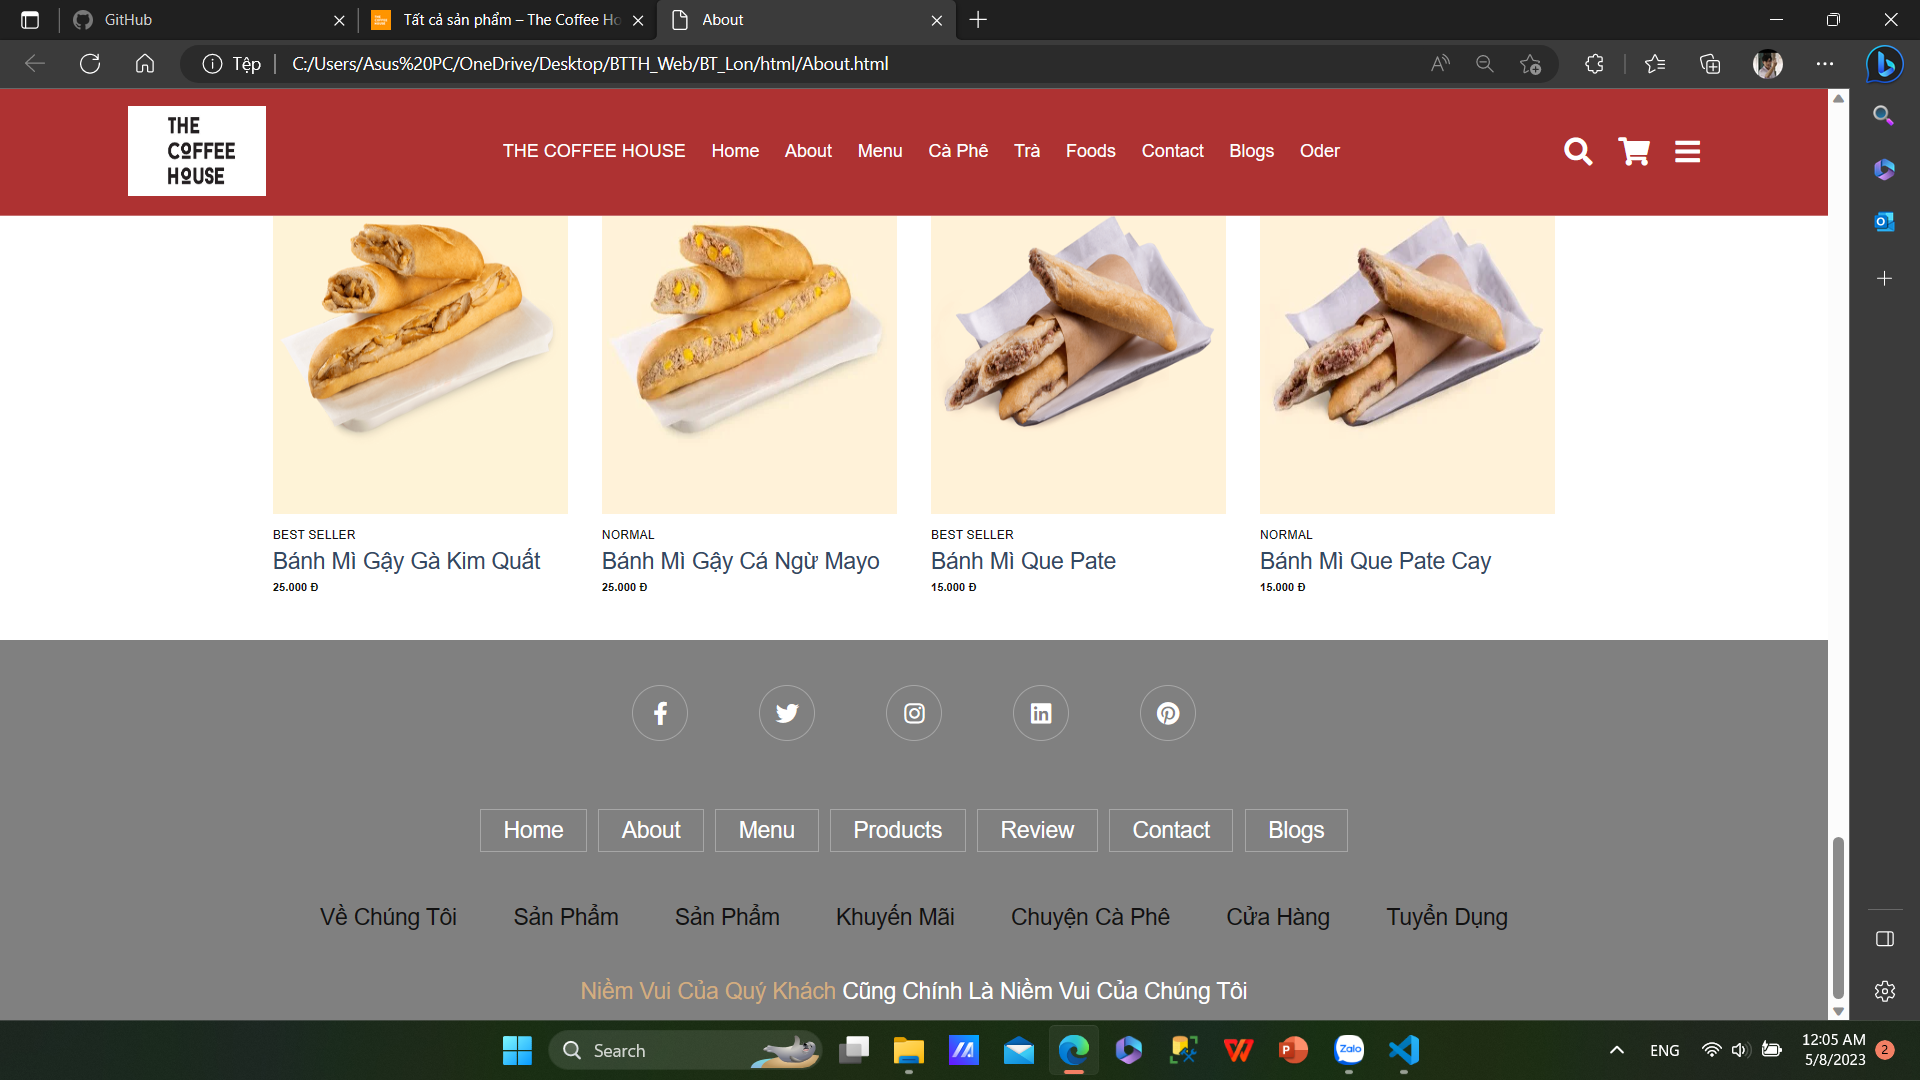 GitHub
Tất cả sản phẩm – The Coffee Ho
About
Tệp
C:/Users/Asus%20PC/OneDrive/Desktop/BTTH_Web/BT_Lon/html/About.html
THE
COFFEE
HOUSE
THE COFFEE HOUSE Home About Menu Cà Phê Trà Foods Contact Blogs Oder
BEST SELLER
Bánh Mì Gậy Gà Kim Quất
25.000 Đ
NORMAL
Bánh Mì Gậy Cá Ngừ Mayo
25.000 Đ
BEST SELLER
Bánh Mì Que Pate
15.000 Đ
NORMAL
Bánh Mì Que Pate Cay
15.000 Đ
Home About Menu Products Review Contact Blogs
Về Chúng Tôi Sản Phẩm Sản Phẩm Khuyến Mãi Chuyện Cà Phê Cửa Hàng Tuyển Dụng
Niềm Vui Của Quý Khách Cũng Chính Là Niềm Vui Của Chúng Tôi
Search
Zalo
ENG
12:05 AM
5/8/2023
2